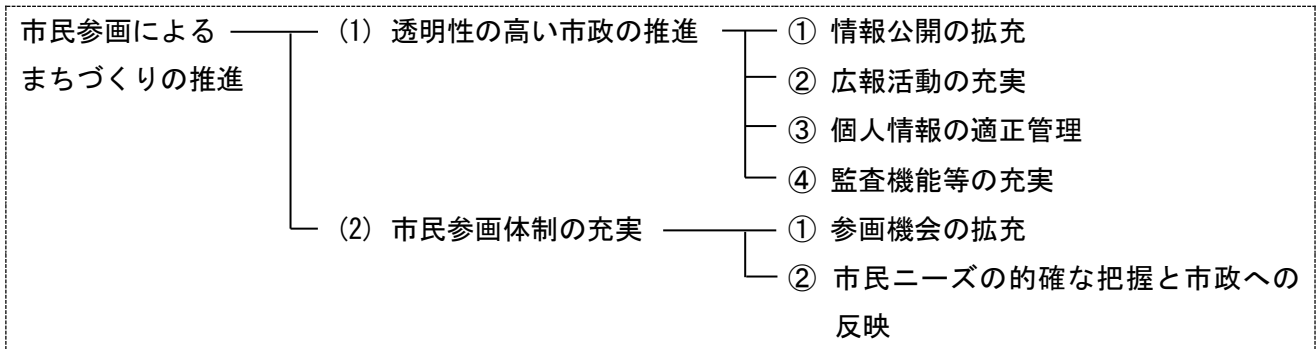 市民参画による (1) 透明性の高い市政の推進 ① 情報公開の拡充
まちづくりの推進 ② 広報活動の充実
③ 個人情報の適正管理
④ 監査機能等の充実
(2) 市民参画体制の充実 ① 参画機会の拡充
② 市民ニーズの的確な把握と市政への
反映